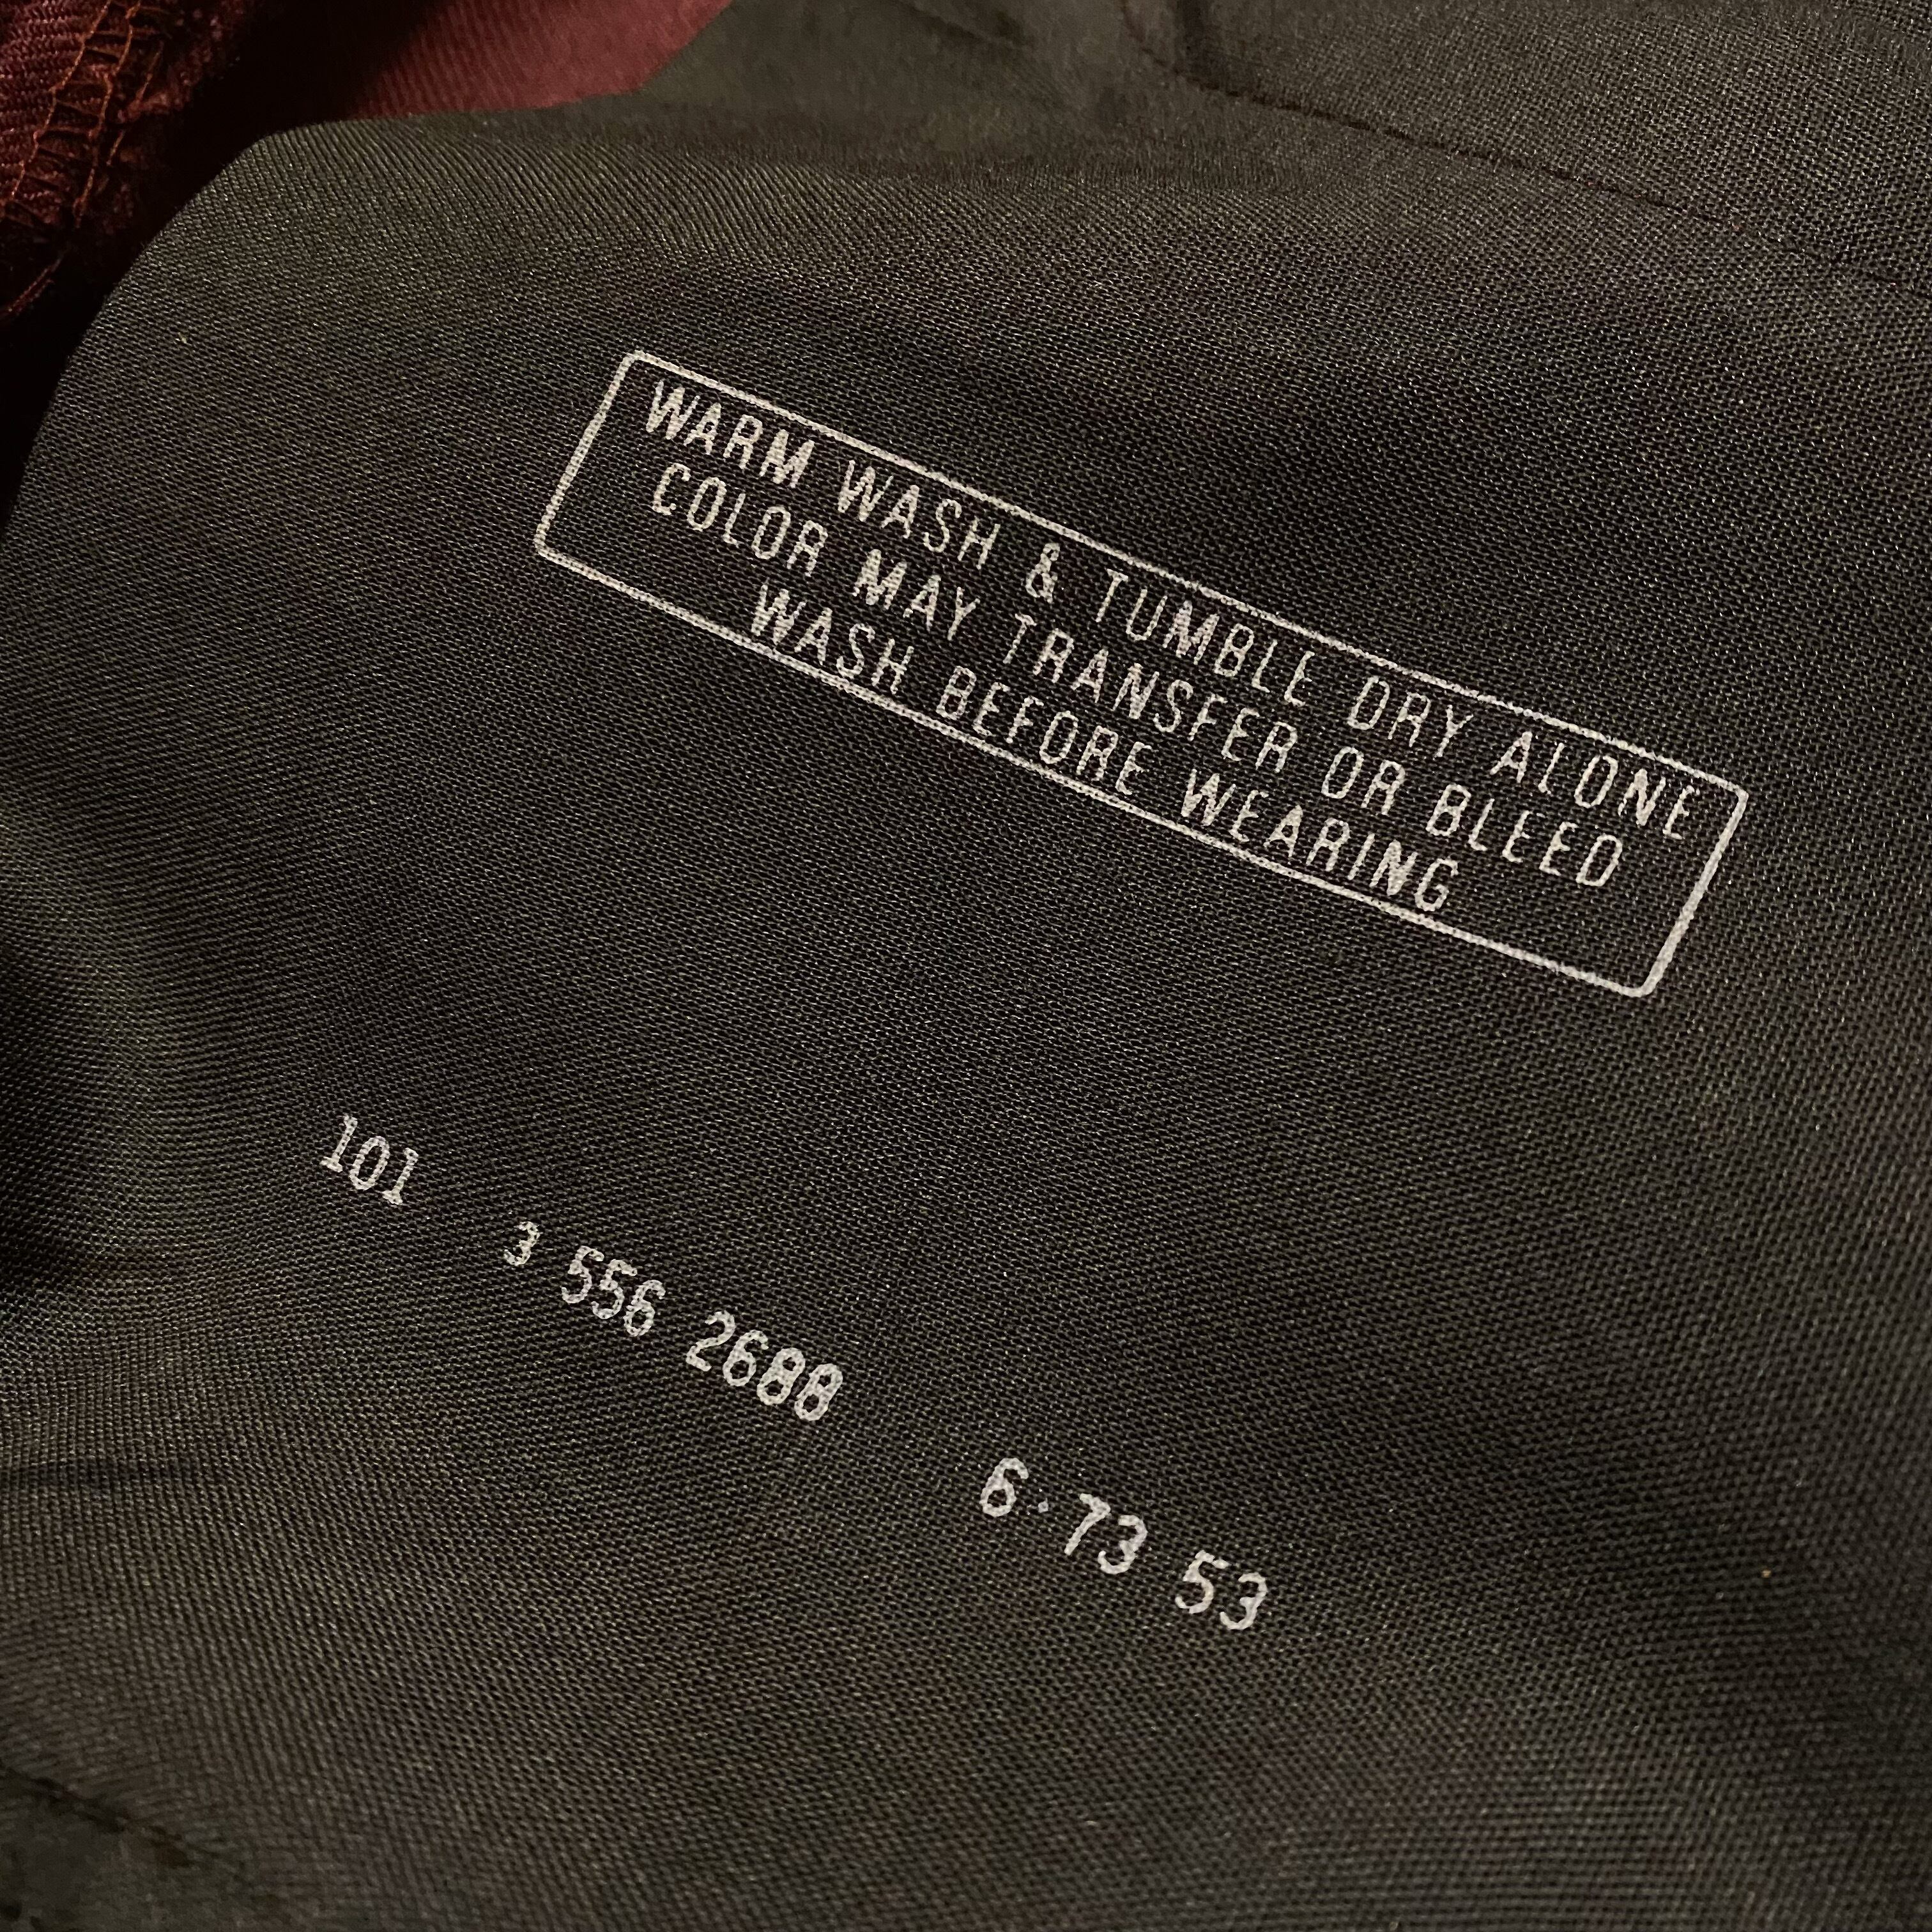 WARM WASH & TUMBLE DRY ALONE
COLOR MAY TRANSFER OR BLEED
WASH BEFORE WEARING
101 3 556 2688 6·73 53